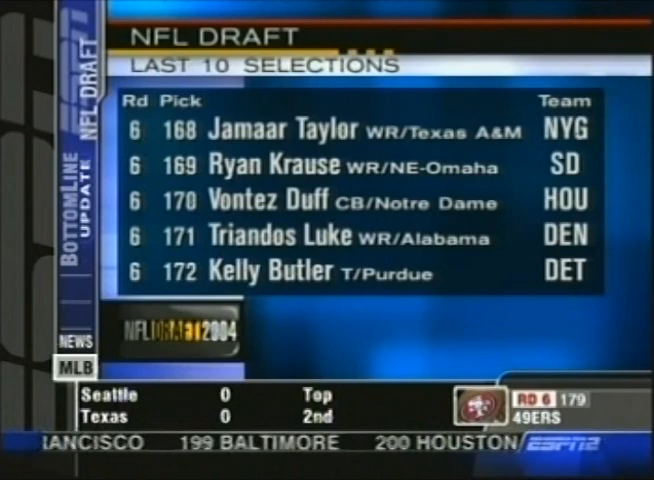 NFL DRAFT
LAST 10 SELECTIONS
Rd Pick Team
6 168 Jamaar Taylor WR/Texas A&M NYG
6 169 Ryan Krause WR/NE-Omaha SD
6 170 Vontez Duff CB/Notre Dame HOU
6 171 Triandos Luke WR/Alabama DEN
6 172 Kelly Butler T/Purdue DET
ESPN NFL DRAFT
BOTTOMLINE
UPDATE
NFLDRAFT2004
NEWS
MLB
Seattle 0 Top
Texas 0 2nd
RD 6 179
49ERS
RANCISCO 199 BALTIMORE 200 HOUSTON ESPN2